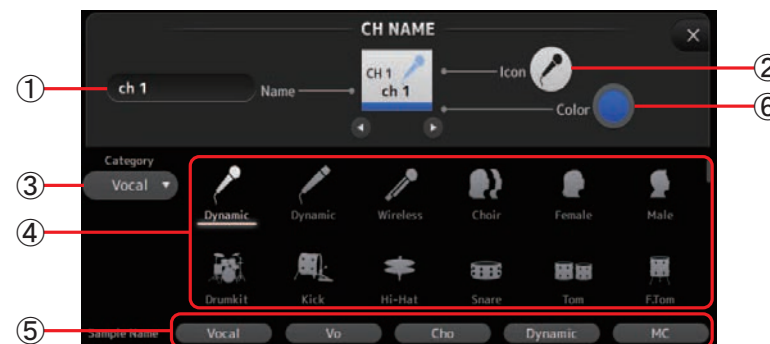 CH NAME
②
①
ch 1
Name
CH 1
ch 1
Icon
Color
⑥
Category
③
Vocal
④
Dynamic
Dynamic
Wireless
Choir
Female
Male
Drumkit
Kick
Hi-Hat
Snare
Tom
F.Tom
⑤
Sample Name
Vocal
Vo
Cho
Dynamic
MC